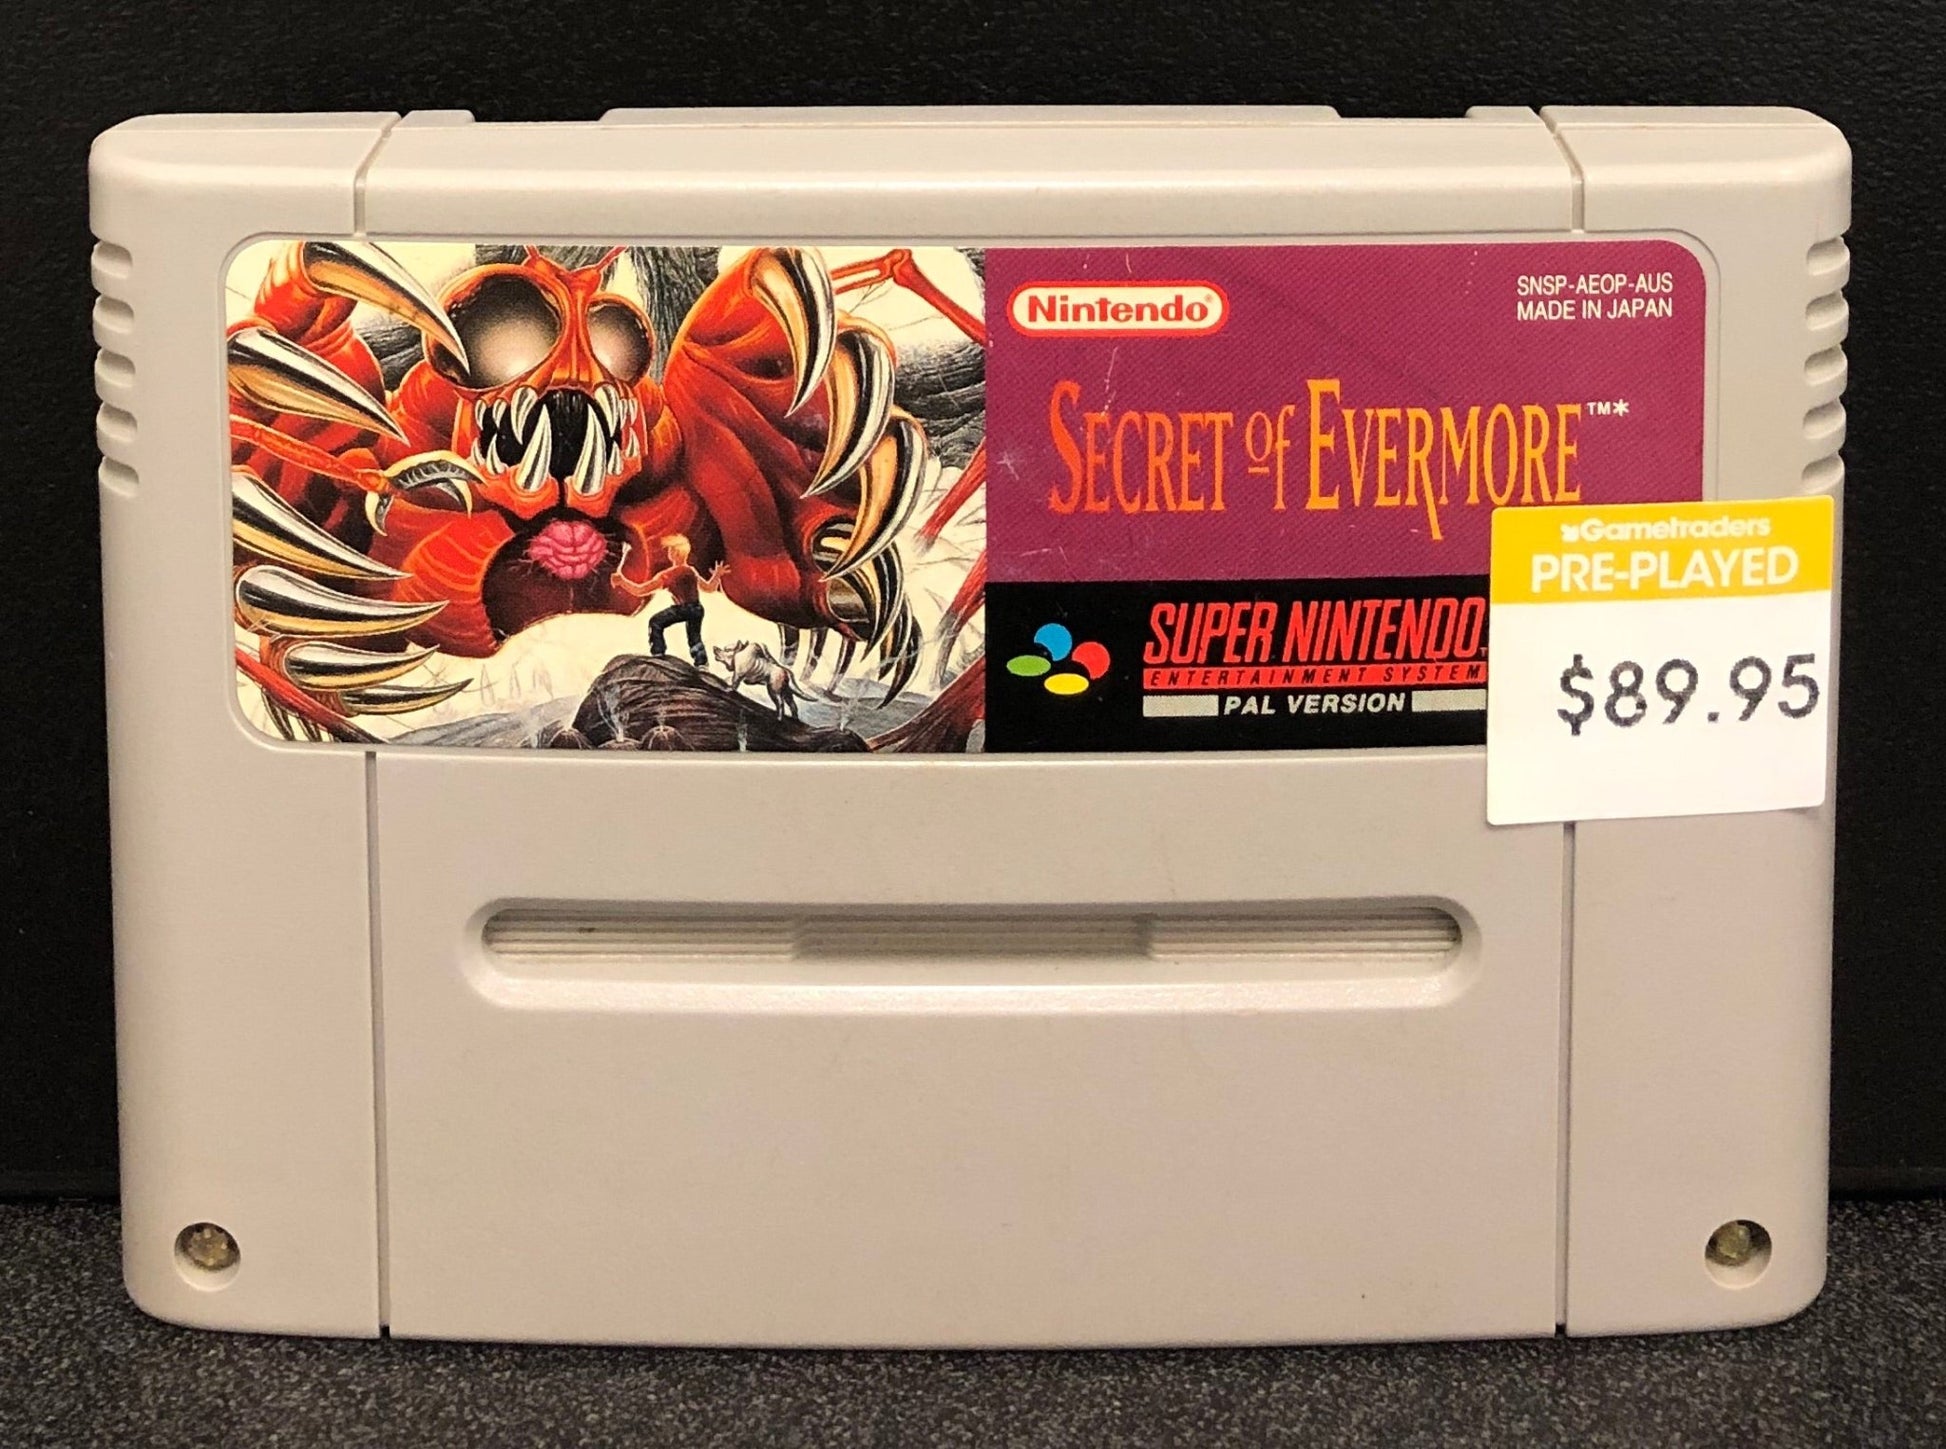 Nintendo®
SNSP-AEOP-AUS
MADE IN JAPAN
SECRET of EVERMORE™*
Gametraders
PRE-PLAYED
$89.95
SUPER NINTENDO
ENTERTAINMENT SYSTEM
PAL VERSION